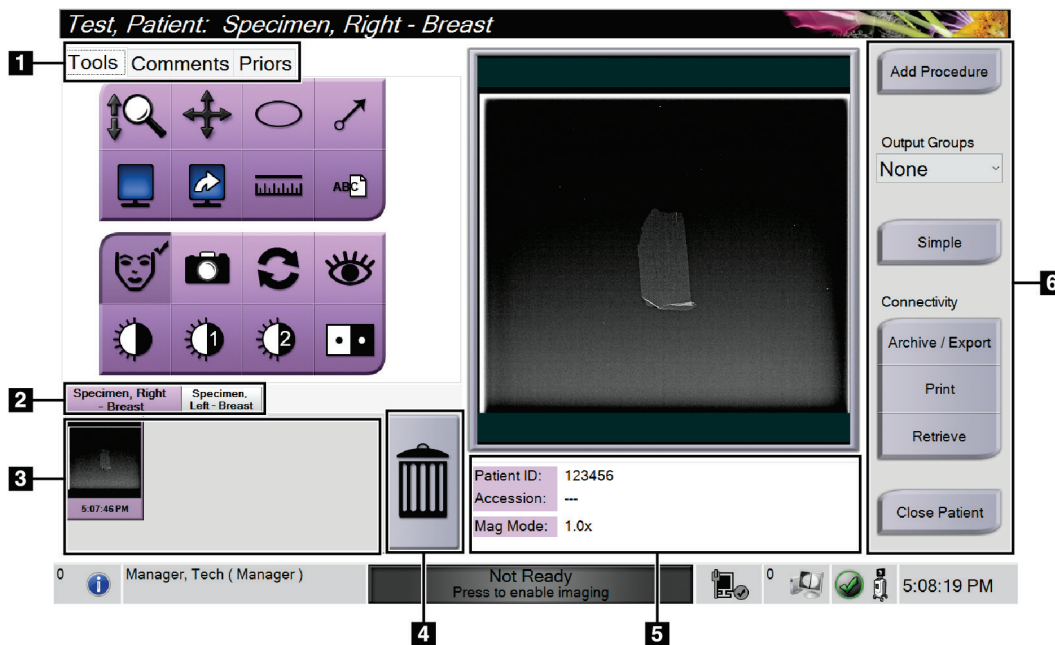 Test, Patient: Specimen, Right - Breast
1
Tools Comments Priors
ABC
1
2
2
Specimen, Right
- Breast
Specimen,
Left - Breast
3
5:07:46 PM
4
Patient ID: 123456
Accession: ---
Mag Mode: 1.0x
5
Add Procedure
Output Groups
None
Simple
Connectivity
Archive / Export
Print
Retrieve
Close Patient
6
0
Manager, Tech ( Manager )
Not Ready
Press to enable imaging
0
5:08:19 PM